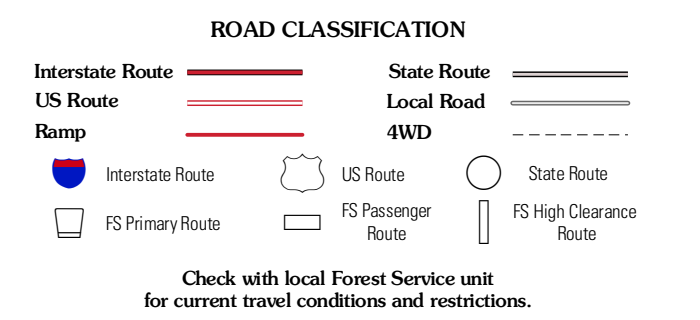 ROAD CLASSIFICATION
Interstate Route
State Route
US Route
Local Road
Ramp
4WD
Interstate Route
US Route
State Route
FS Primary Route
FS Passenger
Route
FS High Clearance
Route
Check with local Forest Service unit
for current travel conditions and restrictions.